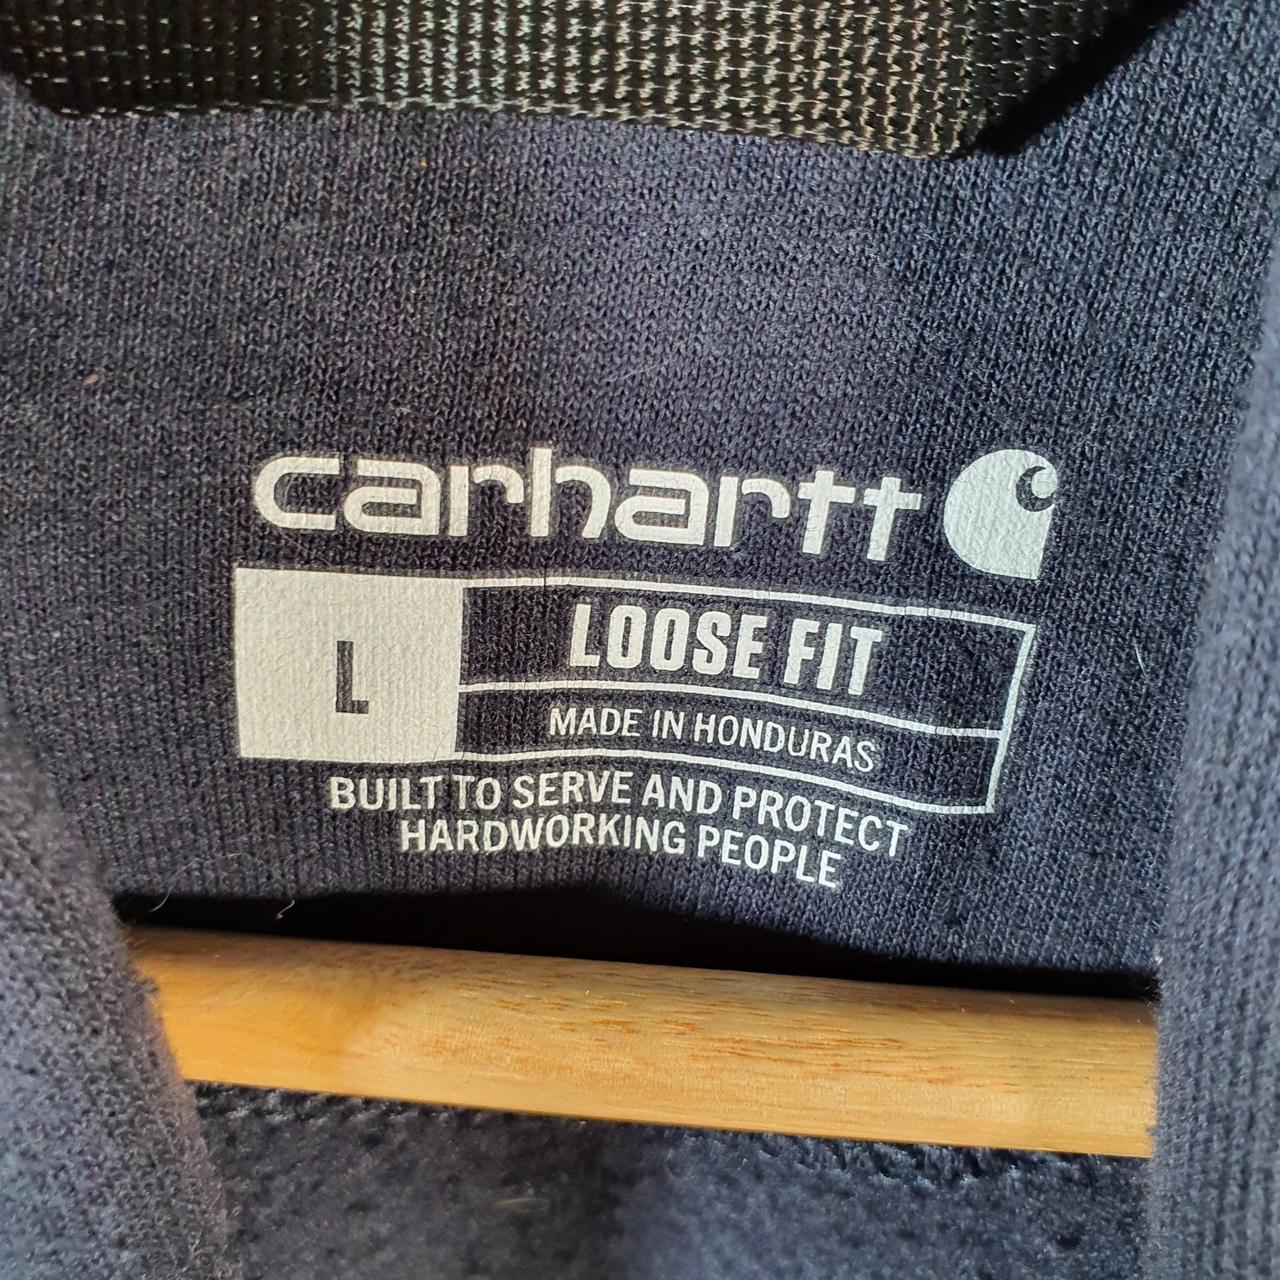 carhartt
L
LOOSE FIT
MADE IN HONDURAS
BUILT TO SERVE AND PROTECT
HARDWORKING PEOPLE